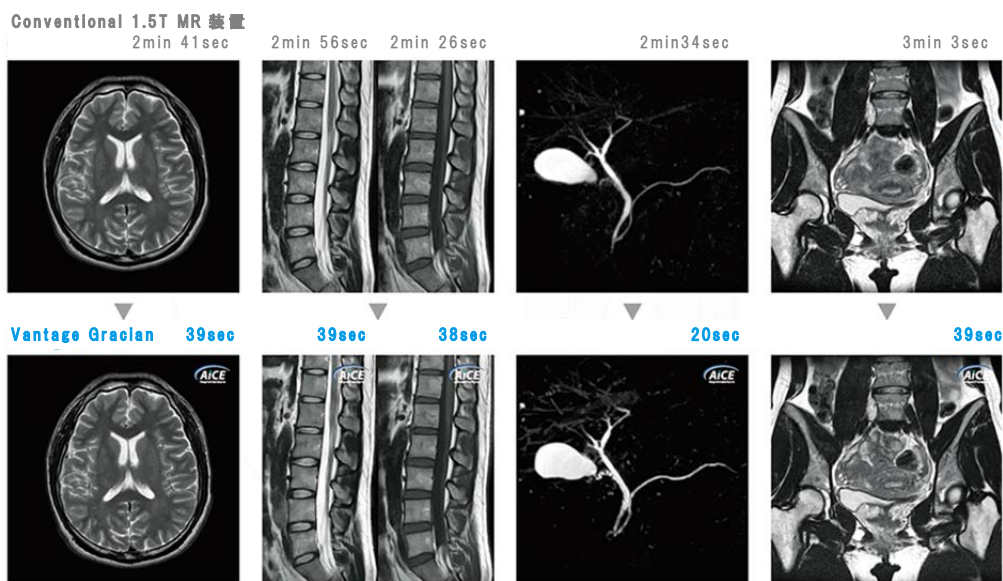 Conventional 1.5T MR 装置
2min 41sec
2min 56sec
2min 26sec
2min34sec
3min 3sec
Vantage Gracian
39sec
39sec
38sec
20sec
39sec
AiCE
AiCE
AiCE
AiCE
AiCE